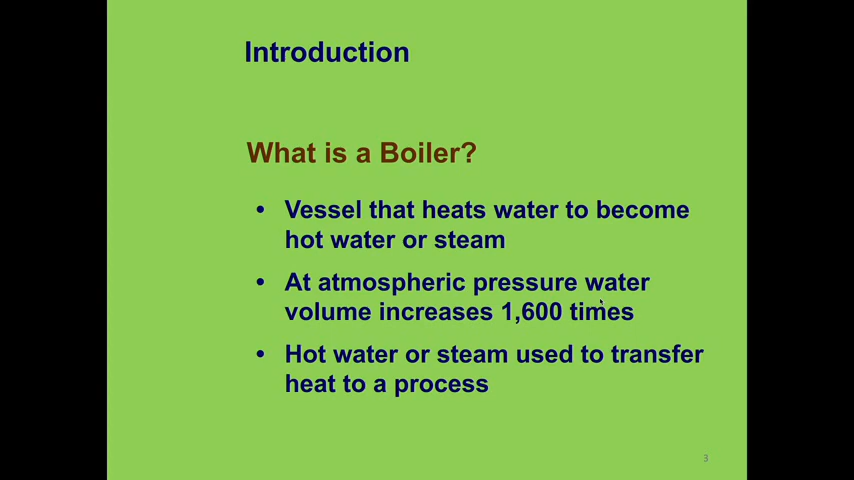 Introduction
What is a Boiler?
• Vessel that heats water to become
hot water or steam
• At atmospheric pressure water
volume increases 1,600 times
• Hot water or steam used to transfer
heat to a process
3